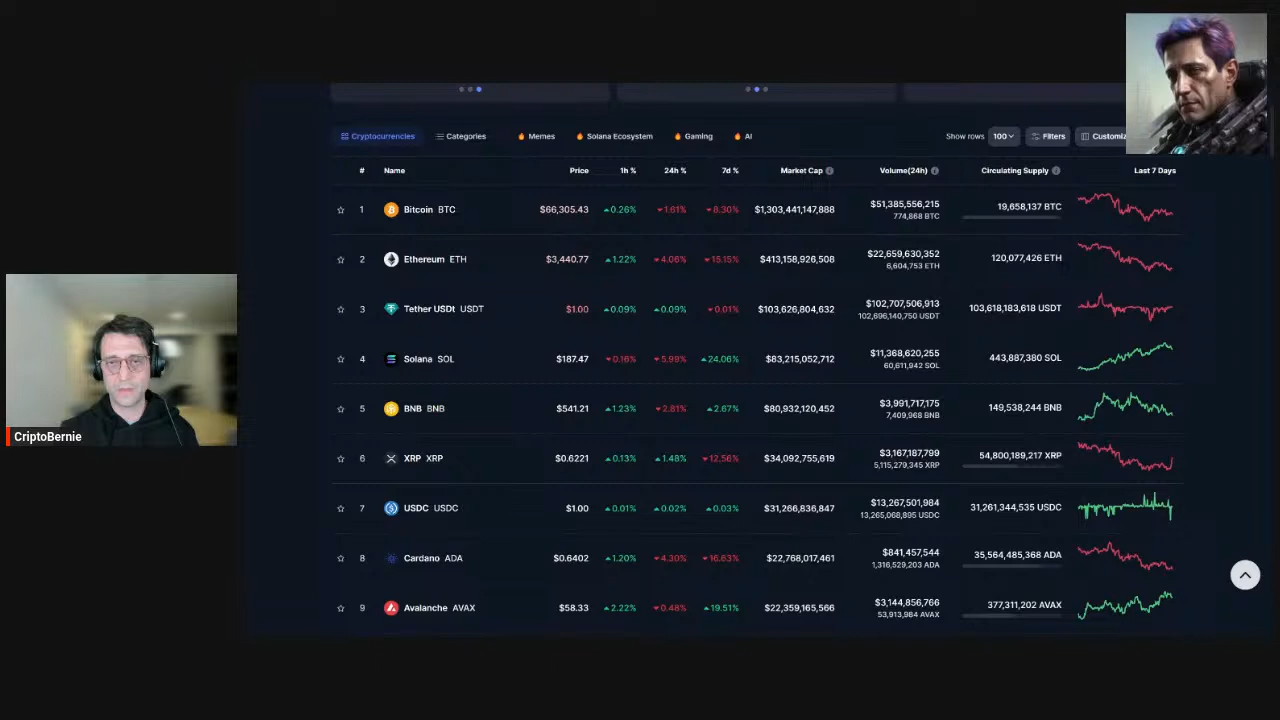 Cryptocurrencies Categories Memes Solana Ecosystem Gaming AI Show rows 100 Filters Customiz
# Name Price 1h % 24h % 7d % Market Cap Volume(24h) Circulating Supply Last 7 Days
1 Bitcoin BTC $66,305.43 0.26% 1.61% 8.30% $1,303,441,147,888 $51,385,556,215 19,658,137 BTC
774,868 BTC
2 Ethereum ETH $3,440.77 1.22% 4.06% 15.15% $413,158,926,508 $22,659,630,352 120,077,426 ETH
6,604,753 ETH
3 Tether USDt USDT $1.00 0.09% 0.09% 0.01% $103,626,804,632 $102,707,506,913 103,618,183,618 USDT
102,696,140,750 USDT
4 Solana SOL $187.47 0.16% 5.99% 24.06% $83,215,052,712 $11,368,620,255 443,887,380 SOL
60,611,942 SOL
5 BNB BNB $541.21 1.23% 2.81% 2.67% $80,932,120,452 $3,991,717,175 149,538,244 BNB
7,409,968 BNB
CriptoBernie
6 XRP XRP $0.6221 0.13% 1.48% 12.56% $34,092,755,619 $3,167,187,799 54,800,189,217 XRP
5,115,279,345 XRP
7 USDC USDC $1.00 0.01% 0.02% 0.03% $31,266,836,847 $13,267,501,984 31,261,344,535 USDC
13,265,068,895 USDC
8 Cardano ADA $0.6402 1.20% 4.30% 16.63% $22,768,017,461 $841,457,544 35,564,485,368 ADA
1,316,529,203 ADA
9 Avalanche AVAX $58.33 2.22% 0.48% 19.51% $22,359,165,566 $3,144,856,766 377,311,202 AVAX
53,913,984 AVAX